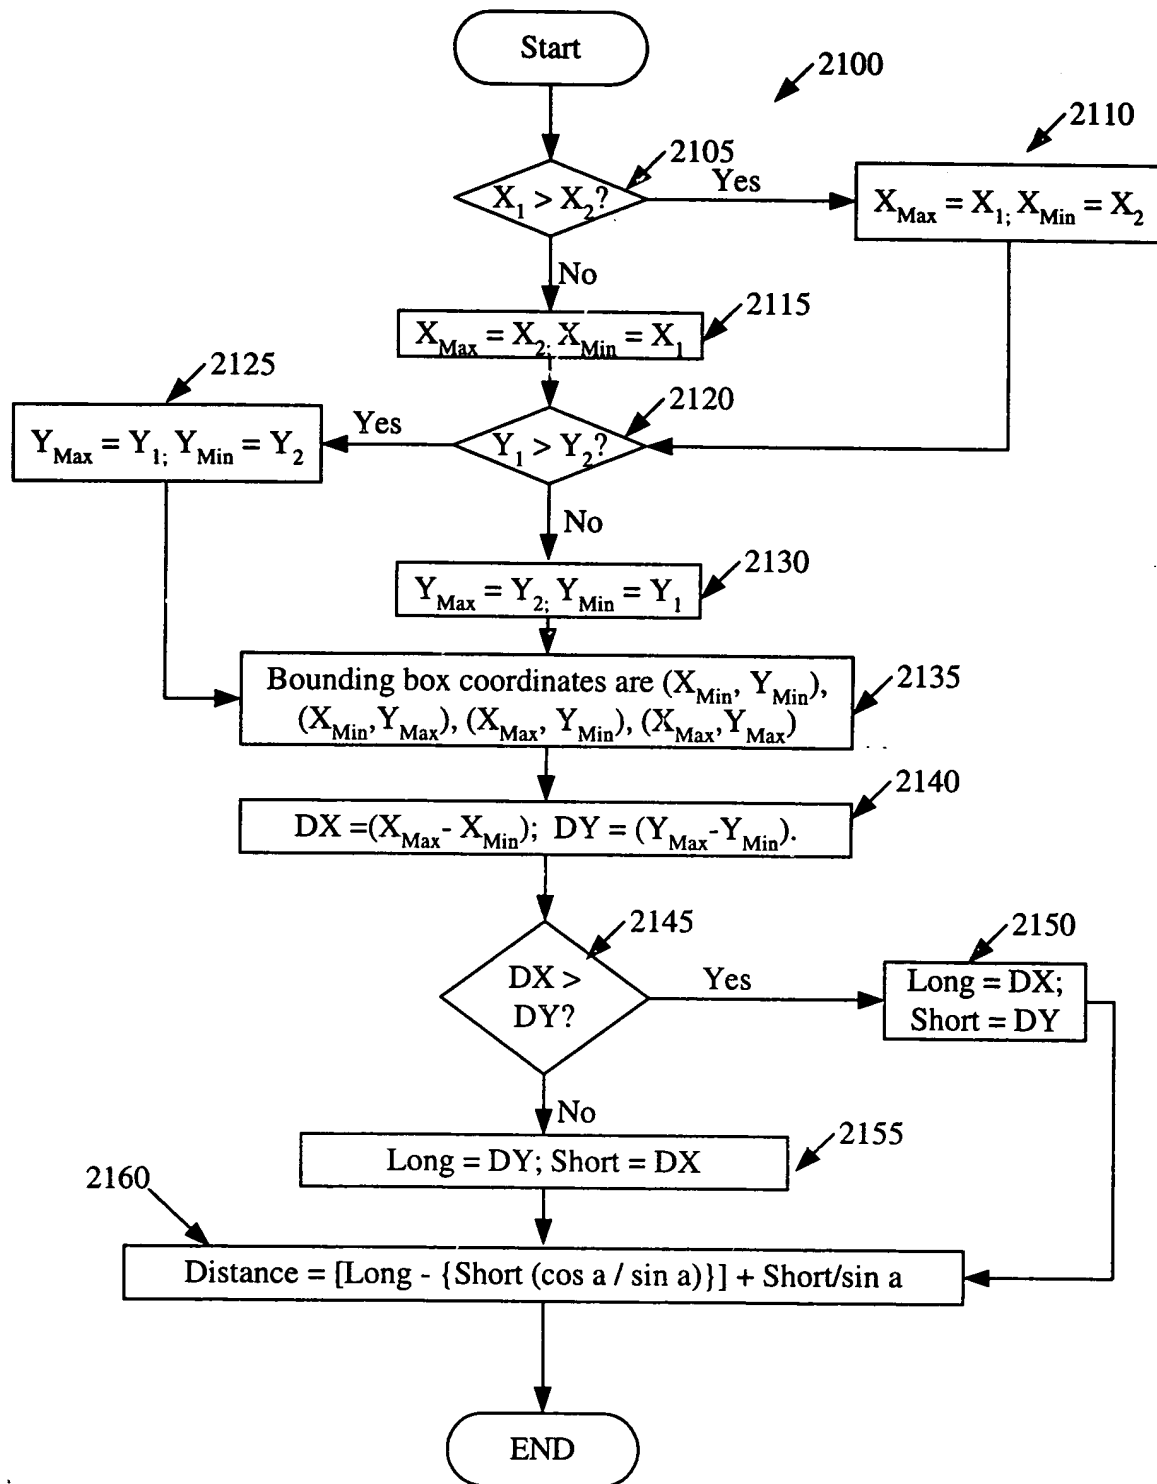 Start
2100
2110
2105
X1 > X2?
Yes
XMax = X1; XMin = X2
No
2115
XMax = X2; XMin = X1
2125
2120
YMax = Y1; YMin = Y2
Yes
Y1 > Y2?
No
2130
YMax = Y2; YMin = Y1
Bounding box coordinates are (XMin, YMin),
(XMin,YMax), (XMax, YMin), (XMax,YMax)
2135
2140
DX =(XMax- XMin); DY = (YMax-YMin).
2145
2150
DX >
DY?
Yes
Long = DX;
Short = DY
No
2155
Long = DY; Short = DX
2160
Distance = [Long - {Short (cos a / sin a)}] + Short/sin a
END